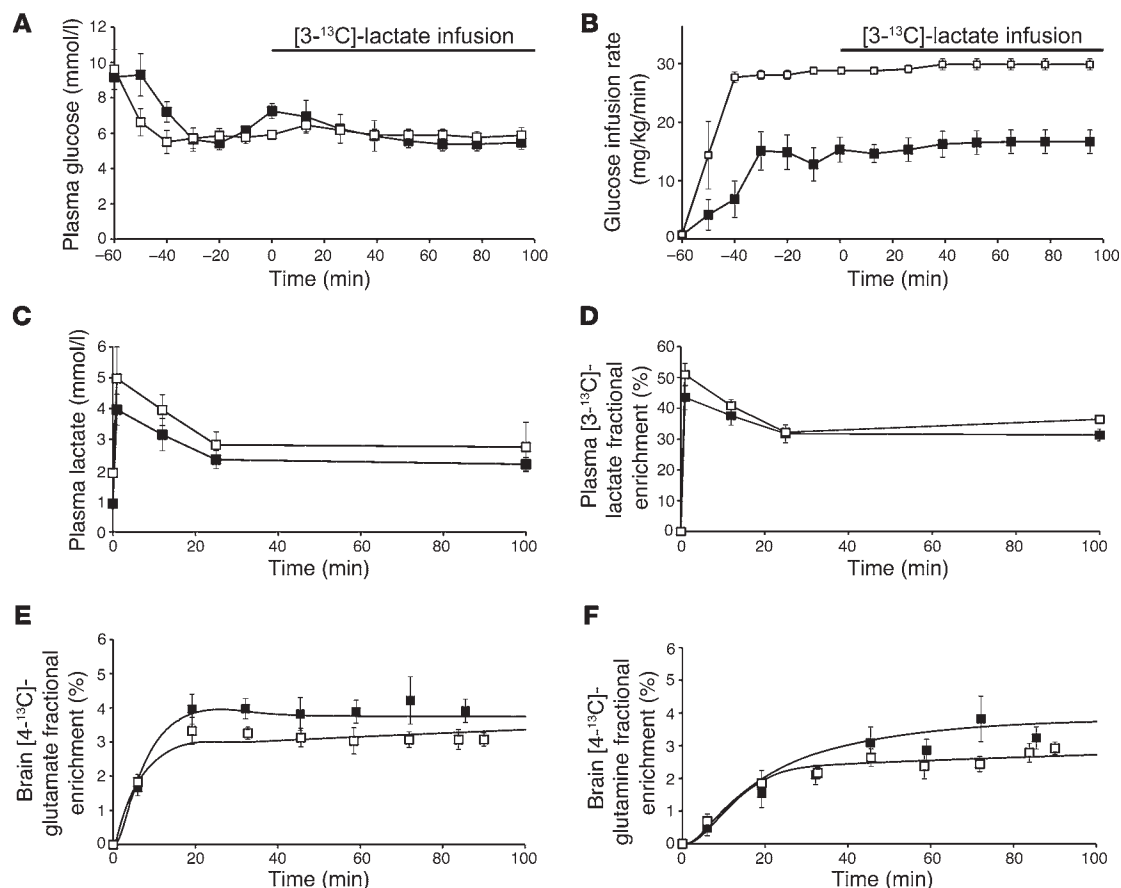 A
[3-¹³C]-lactate infusion
Plasma glucose (mmol/l)
12
10
8
6
4
2
0
–60 –40 –20 0 20 40 60 80 100
Time (min)
B
[3-¹³C]-lactate infusion
Glucose infusion rate
(mg/kg/min)
30
20
10
0
–60 –40 –20 0 20 40 60 80 100
Time (min)
C
Plasma lactate (mmol/l)
6
5
4
3
2
1
0
0 20 40 60 80 100
Time (min)
D
Plasma [3-¹³C]-
lactate fractional
enrichment (%)
60
50
40
30
20
10
0
0 20 40 60 80 100
Time (min)
E
Brain [4-¹³C]-
glutamate fractional
enrichment (%)
6
5
4
3
2
1
0
0 20 40 60 80 100
Time (min)
F
Brain [4-¹³C]-
glutamine fractional
enrichment (%)
6
5
4
3
2
1
0
0 20 40 60 80 100
Time (min)